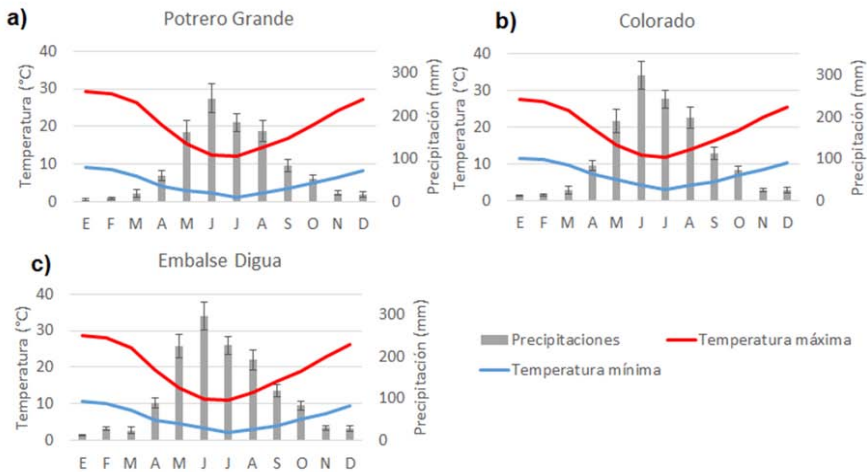 a)
Potrero Grande
Temperatura (°C)
40
30
20
10
0
300
200
100
0
Precipitación (mm)
E F M A M J J A S O N D
b)
Colorado
Temperatura (°C)
40
30
20
10
0
300
200
100
0
Precipitación (mm)
E F M A M J J A S O N D
c)
Embalse Digua
Temperatura (°C)
40
30
20
10
0
300
200
100
0
Precipitación (mm)
E F M A M J J A S O N D
Precipitaciones Temperatura máxima
Temperatura mínima